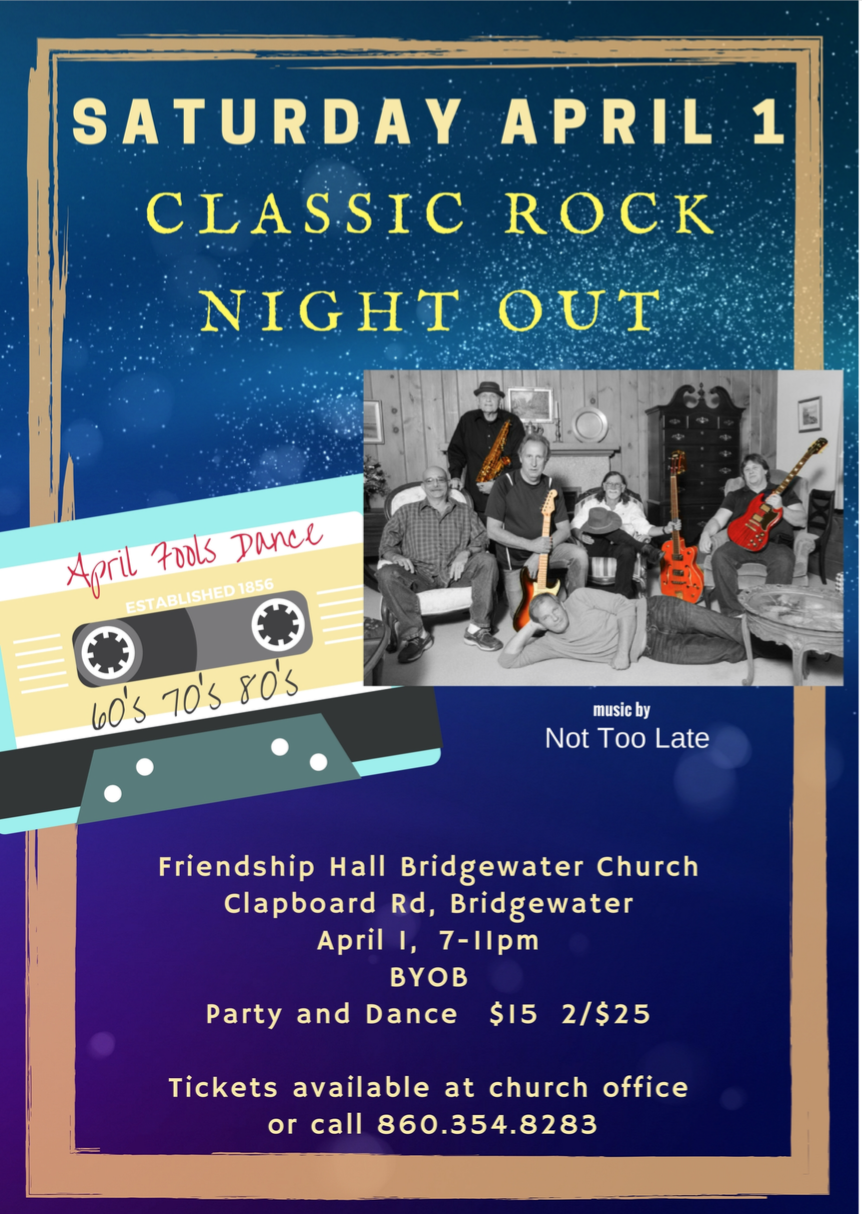 SATURDAY APRIL 1
CLASSIC ROCK
NIGHT OUT
April Fools Dance
ESTABLISHED 1856
60's 70's 80's
music by
Not Too Late
Friendship Hall Bridgewater Church
Clapboard Rd, Bridgewater
April 1, 7-11pm
BYOB
Party and Dance $15 2/$25
Tickets available at church office
or call 860.354.8283